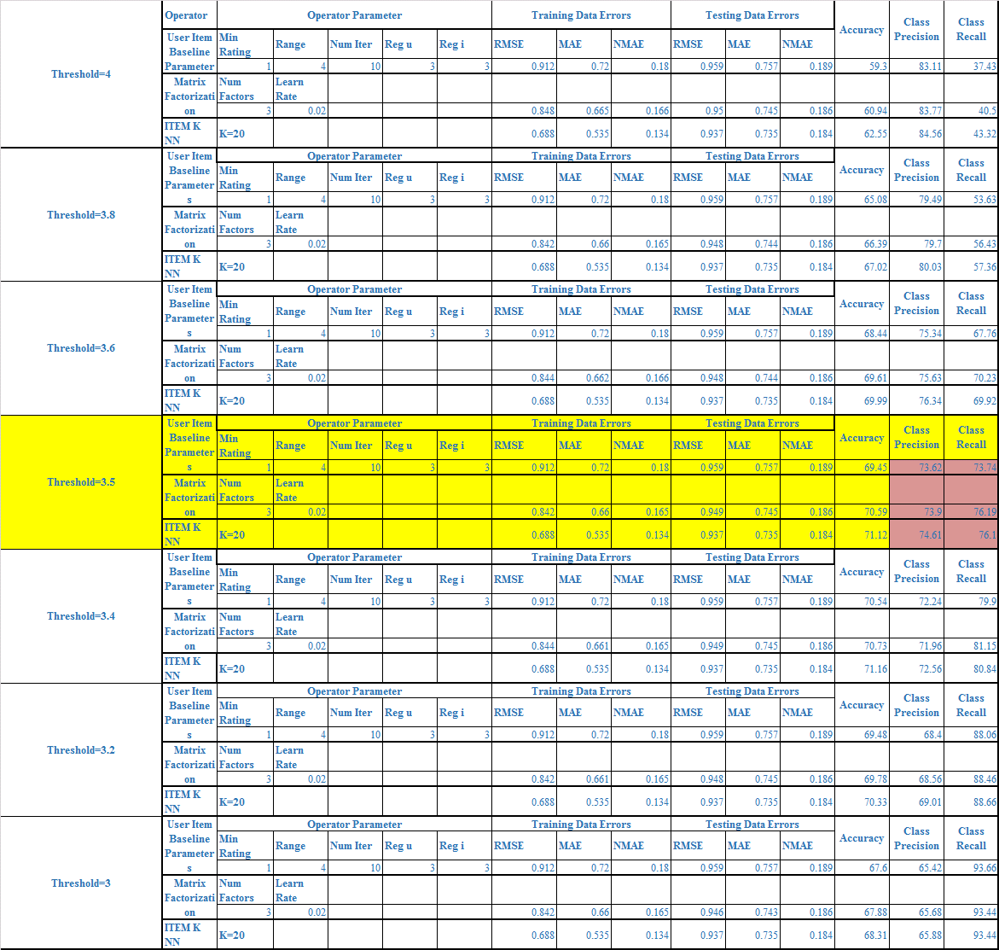 Operator Operator Parameter Training Data Errors Testing Data Errors Accuracy Class Precision Class Recall
Threshold=4
User Item Baseline Parameter Min Rating Range Num Iter Reg u Reg i RMSE MAE NMAE RMSE MAE NMAE
1 4 10 3 3 0.912 0.72 0.18 0.959 0.757 0.189 59.3 83.11 37.43
Matrix Factorization Num Factors Learn Rate
3 0.02 0.848 0.665 0.166 0.95 0.745 0.186 60.94 83.77 40.5
ITEM K NN K=20 0.688 0.535 0.134 0.937 0.735 0.184 62.55 84.56 43.32
Threshold=3.8
User Item Baseline Parameters Operator Parameter Training Data Errors Testing Data Errors Accuracy Class Precision Class Recall
Min Rating Range Num Iter Reg u Reg i RMSE MAE NMAE RMSE MAE NMAE
1 4 10 3 3 0.912 0.72 0.18 0.959 0.757 0.189 65.08 79.49 53.63
Matrix Factorization Num Factors Learn Rate
3 0.02 0.842 0.66 0.165 0.948 0.744 0.186 66.39 79.7 56.43
ITEM K NN K=20 0.688 0.535 0.134 0.937 0.735 0.184 67.02 80.03 57.36
Threshold=3.6
User Item Baseline Parameters Operator Parameter Training Data Errors Testing Data Errors Accuracy Class Precision Class Recall
Min Rating Range Num Iter Reg u Reg i RMSE MAE NMAE RMSE MAE NMAE
1 4 10 3 3 0.912 0.72 0.18 0.959 0.757 0.189 68.44 75.34 67.76
Matrix Factorization Num Factors Learn Rate
3 0.02 0.844 0.662 0.166 0.948 0.744 0.186 69.61 75.63 70.23
ITEM K NN K=20 0.688 0.535 0.134 0.937 0.735 0.184 69.99 76.34 69.92
Threshold=3.5
User Item Baseline Parameters Operator Parameter Training Data Errors Testing Data Errors Accuracy Class Precision Class Recall
Min Rating Range Num Iter Reg u Reg i RMSE MAE NMAE RMSE MAE NMAE
1 4 10 3 3 0.912 0.72 0.18 0.959 0.757 0.189 69.45 73.62 73.74
Matrix Factorization Num Factors Learn Rate
3 0.02 0.842 0.66 0.165 0.949 0.745 0.186 70.59 73.9 76.19
ITEM K NN K=20 0.688 0.535 0.134 0.937 0.735 0.184 71.12 74.61 76.1
Threshold=3.4
User Item Baseline Parameters Operator Parameter Training Data Errors Testing Data Errors Accuracy Class Precision Class Recall
Min Rating Range Num Iter Reg u Reg i RMSE MAE NMAE RMSE MAE NMAE
1 4 10 3 3 0.912 0.72 0.18 0.959 0.757 0.189 70.54 72.24 79.9
Matrix Factorization Num Factors Learn Rate
3 0.02 0.844 0.661 0.165 0.949 0.745 0.186 70.73 71.96 81.15
ITEM K NN K=20 0.688 0.535 0.134 0.937 0.735 0.184 71.16 72.56 80.84
Threshold=3.2
User Item Baseline Parameters Operator Parameter Training Data Errors Testing Data Errors Accuracy Class Precision Class Recall
Min Rating Range Num Iter Reg u Reg i RMSE MAE NMAE RMSE MAE NMAE
1 4 10 3 3 0.912 0.72 0.18 0.959 0.757 0.189 69.48 68.4 88.06
Matrix Factorization Num Factors Learn Rate
3 0.02 0.842 0.661 0.165 0.948 0.745 0.186 69.78 68.56 88.46
ITEM K NN K=20 0.688 0.535 0.134 0.937 0.735 0.184 70.33 69.01 88.66
Threshold=3
User Item Baseline Parameters Operator Parameter Training Data Errors Testing Data Errors Accuracy Class Precision Class Recall
Min Rating Range Num Iter Reg u Reg i RMSE MAE NMAE RMSE MAE NMAE
1 4 10 3 3 0.912 0.72 0.18 0.959 0.757 0.189 67.6 65.42 93.66
Matrix Factorization Num Factors Learn Rate
3 0.02 0.842 0.66 0.165 0.946 0.743 0.186 67.88 65.68 93.44
ITEM K NN K=20 0.688 0.535 0.134 0.937 0.735 0.184 68.31 65.88 93.44